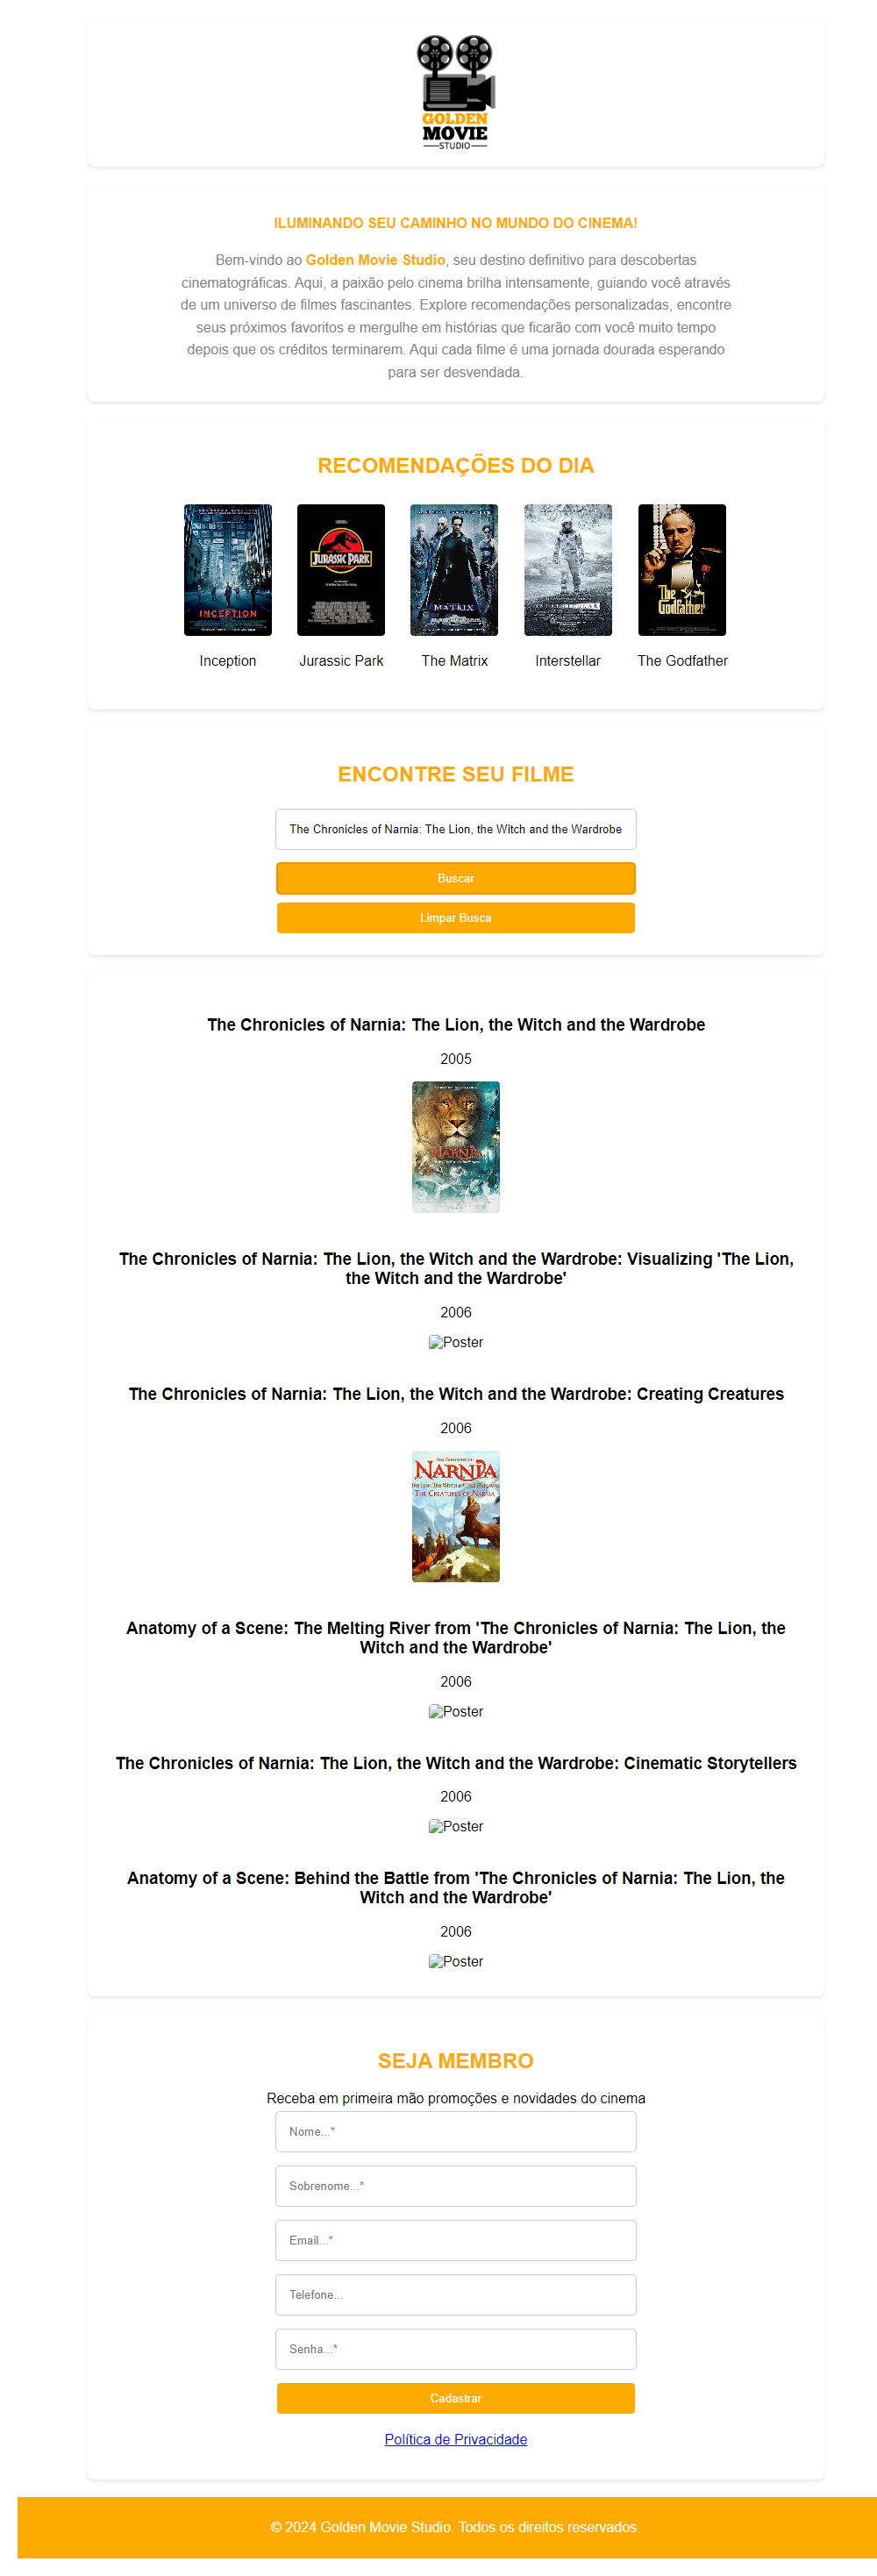 GOLDEN
MOVIE
STUDIO
ILUMINANDO SEU CAMINHO NO MUNDO DO CINEMA!
Bem-vindo ao Golden Movie Studio, seu destino definitivo para descobertas
cinematográficas. Aqui, a paixão pelo cinema brilha intensamente, guiando você através
de um universo de filmes fascinantes. Explore recomendações personalizadas, encontre
seus próximos favoritos e mergulhe em histórias que ficarão com você muito tempo
depois que os créditos terminarem. Aqui cada filme é uma jornada dourada esperando
para ser desvendada.
RECOMENDAÇÕES DO DIA
INCEPTION
JURASSIC PARK
MATRIX
The
Godfather
Inception
Jurassic Park
The Matrix
Interstellar
The Godfather
ENCONTRE SEU FILME
The Chronicles of Narnia: The Lion, the Witch and the Wardrobe
Buscar
Limpar Busca
The Chronicles of Narnia: The Lion, the Witch and the Wardrobe
2005
NARNIA
The Chronicles of Narnia: The Lion, the Witch and the Wardrobe: Visualizing 'The Lion,
the Witch and the Wardrobe'
2006
Poster
The Chronicles of Narnia: The Lion, the Witch and the Wardrobe: Creating Creatures
2006
NARNIA
THE CREATURES OF NARNIA
Anatomy of a Scene: The Melting River from 'The Chronicles of Narnia: The Lion, the
Witch and the Wardrobe'
2006
Poster
The Chronicles of Narnia: The Lion, the Witch and the Wardrobe: Cinematic Storytellers
2006
Poster
Anatomy of a Scene: Behind the Battle from 'The Chronicles of Narnia: The Lion, the
Witch and the Wardrobe'
2006
Poster
SEJA MEMBRO
Receba em primeira mão promoções e novidades do cinema
Nome...*
Sobrenome...*
Email...*
Telefone...
Senha...*
Cadastrar
Política de Privacidade
© 2024 Golden Movie Studio. Todos os direitos reservados.